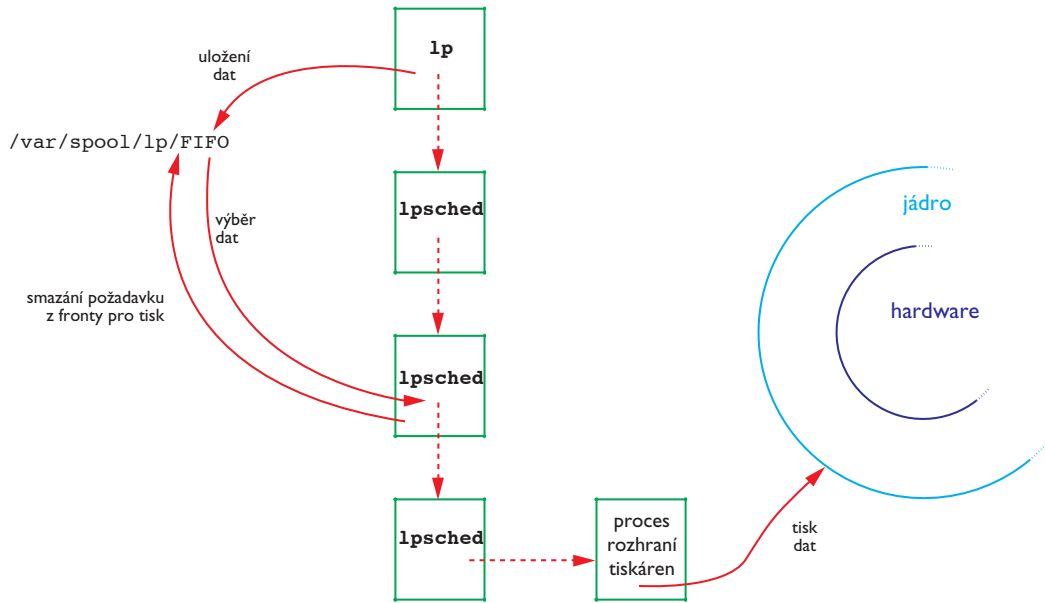 lp
uložení
dat
/var/spool/lp/FIFO
lpsched
výběr
dat
smazání požadavku
z fronty pro tisk
lpsched
lpsched
proces
rozhraní
tiskáren
tisk
dat
jádro
hardware